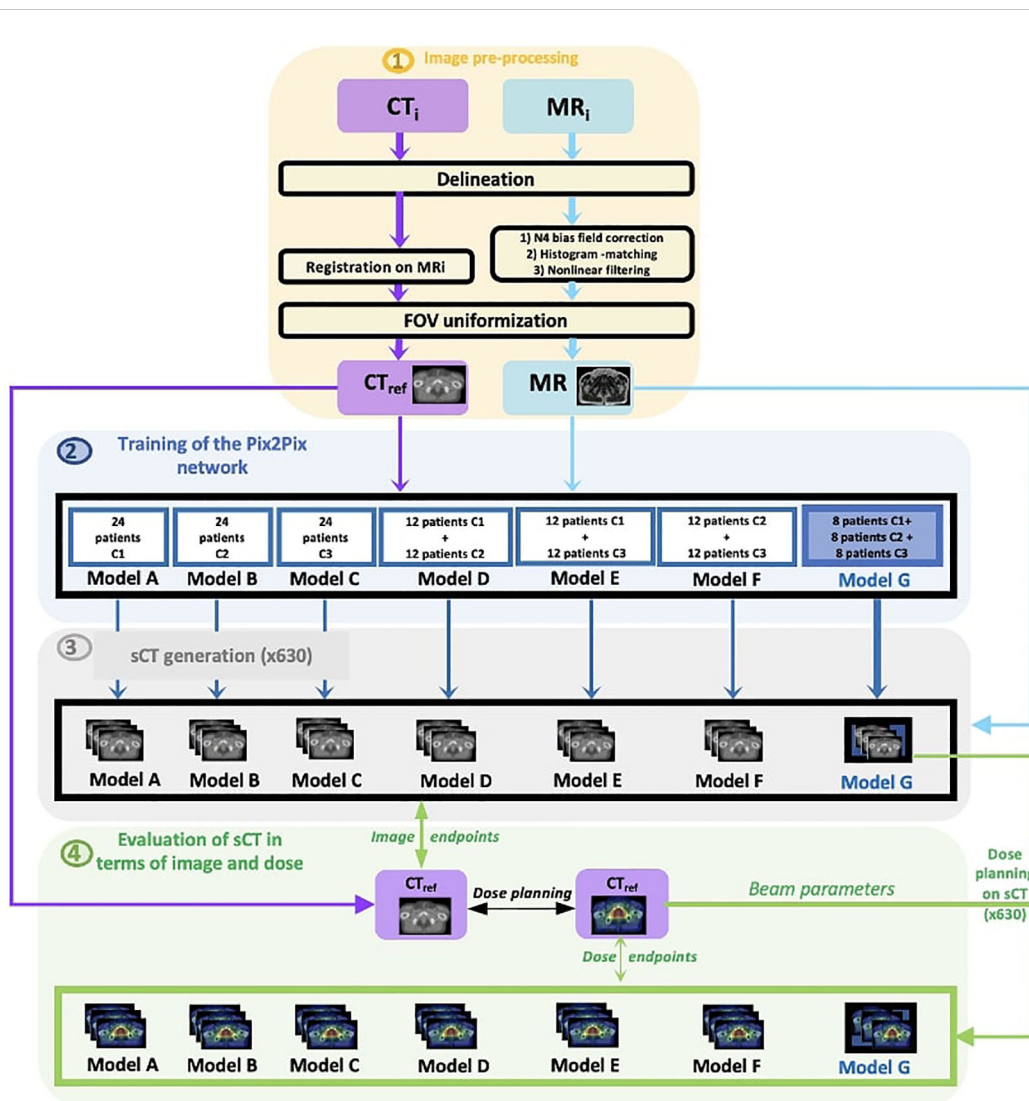 1 Image pre-processing
CTi MRi
Delineation
1) N4 bias field correction
2) Histogram -matching
3) Nonlinear filtering
Registration on MRi
FOV uniformization
CTref MR
2 Training of the Pix2Pix
network
24
patients
C1
Model A
24
patients
C2
Model B
24
patients
C3
Model C
12 patients C1
+
12 patients C2
Model D
12 patients C1
+
12 patients C3
Model E
12 patients C2
+
12 patients C3
Model F
8 patients C1+
8 patients C2 +
8 patients C3
Model G
3 sCT generation (x630)
Model A Model B Model C Model D Model E Model F Model G
4 Evaluation of sCT in
terms of image and dose
Image endpoints
CTref Dose planning CTref
Beam parameters
Dose
planning
on sCT
(x630)
Dose endpoints
Model A Model B Model C Model D Model E Model F Model G